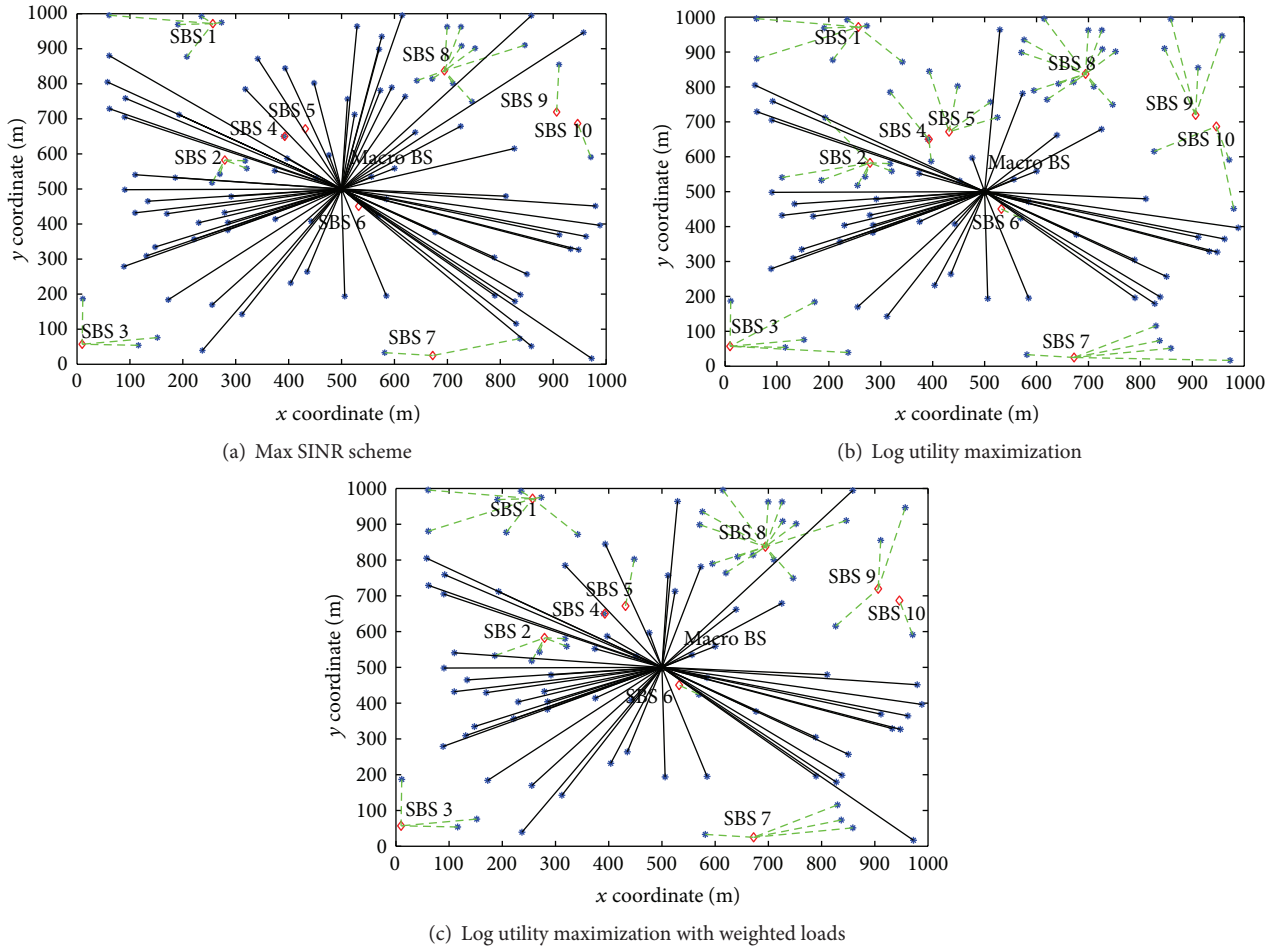 1000
900
800
700
600
500
400
300
200
100
0
y coordinate (m)
SBS 1
SBS 8
SBS 5
SBS 9
SBS 4
SBS 10
SBS 2
Macro BS
SBS 6
SBS 3
SBS 7
0 100 200 300 400 500 600 700 800 900 1000
x coordinate (m)
(a) Max SINR scheme
1000
900
800
700
600
500
400
300
200
100
0
y coordinate (m)
SBS 1
SBS 8
SBS 9
SBS 4
SBS 5
SBS 10
SBS 2
Macro BS
SBS 6
SBS 3
SBS 7
0 100 200 300 400 500 600 700 800 900 1000
x coordinate (m)
(b) Log utility maximization
1000
900
800
700
600
500
400
300
200
100
0
y coordinate (m)
SBS 1
SBS 8
SBS 9
SBS 5
SBS 4
SBS 10
SBS 2
Macro BS
SBS 6
SBS 3
SBS 7
0 100 200 300 400 500 600 700 800 900 1000
x coordinate (m)
(c) Log utility maximization with weighted loads